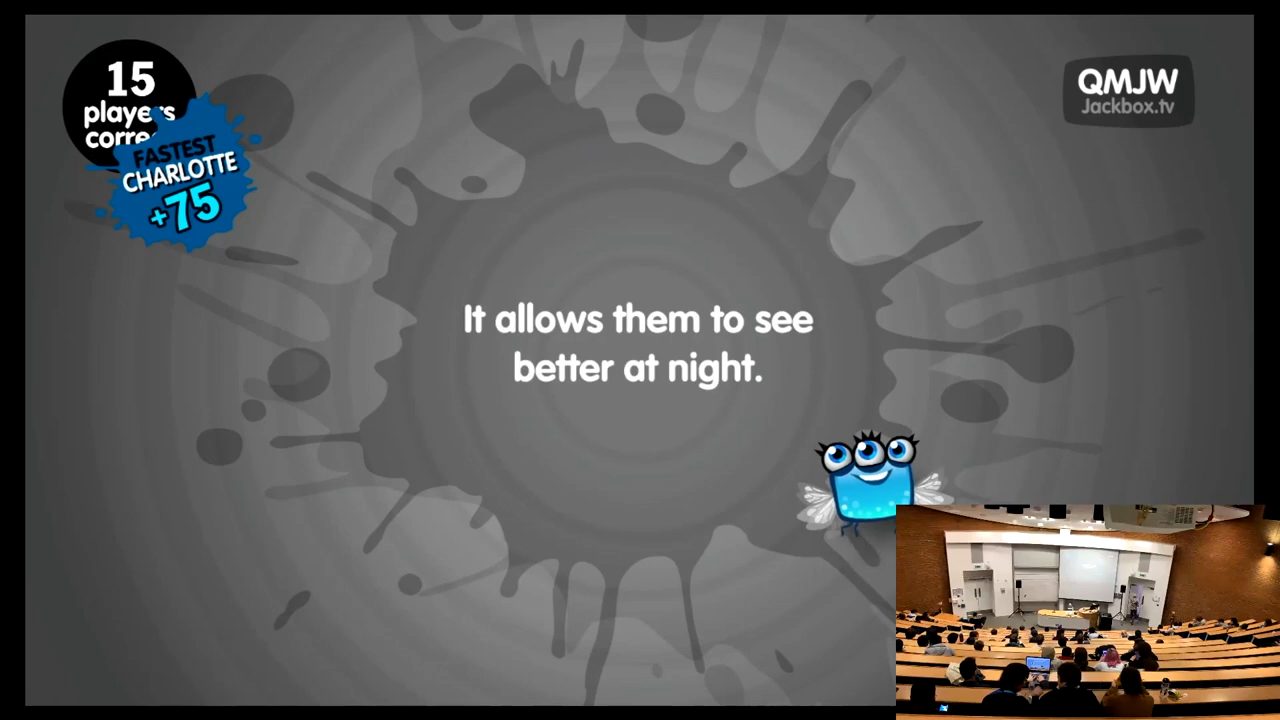 15
players
corre
FASTEST
CHARLOTTE
+75
QMJW
Jackbox.tv
It allows them to see
better at night.